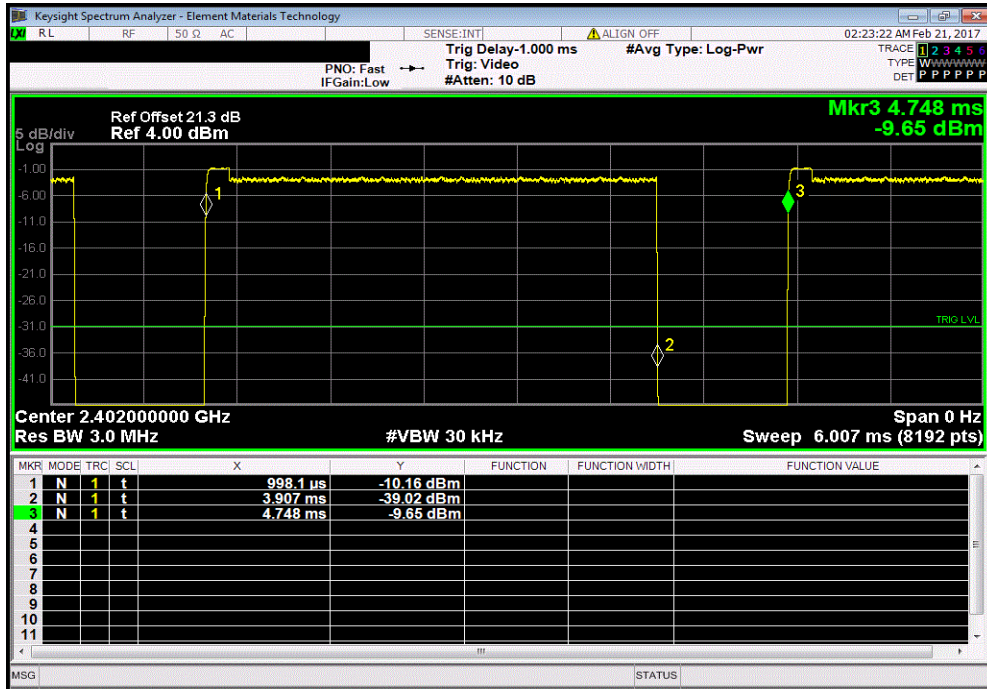 Keysight Spectrum Analyzer - Element Materials Technology
LXI RL RF 50 Ω AC SENSE:INT ALIGN OFF 02:23:22 AM Feb 21, 2017
Trig Delay-1.000 ms #Avg Type: Log-Pwr TRACE 1 2 3 4 5 6
PNO: Fast Trig: Video TYPE WWWWWW
IFGain:Low #Atten: 10 dB DET P P P P P P
Mkr3 4.748 ms
-9.65 dBm
Ref Offset 21.3 dB
5 dB/div Ref 4.00 dBm
Log
-1.00
-6.00
-11.0
-16.0
-21.0
-26.0
-31.0
-36.0
-41.0
1
3
TRIG LVL
2
Center 2.402000000 GHz Span 0 Hz
Res BW 3.0 MHz #VBW 30 kHz Sweep 6.007 ms (8192 pts)
MKR MODE TRC SCL X Y FUNCTION FUNCTION WIDTH FUNCTION VALUE
1 N 1 t 998.1 µs -10.16 dBm
2 N 1 t 3.907 ms -39.02 dBm
3 N 1 t 4.748 ms -9.65 dBm
4
5
6
7
8
9
10
11
MSG STATUS